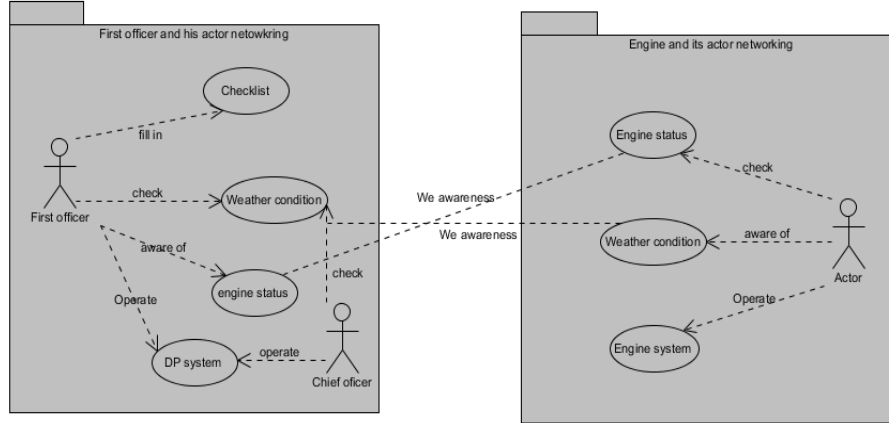 First officer and his actor netowkring
Checklist
fill in
First officer
check
Weather condition
aware of
engine status
check
Operate
DP system
operate
Chief oficer
We awareness
We awareness
Engine and its actor networking
Engine status
check
Weather condition
aware of
Actor
Operate
Engine system